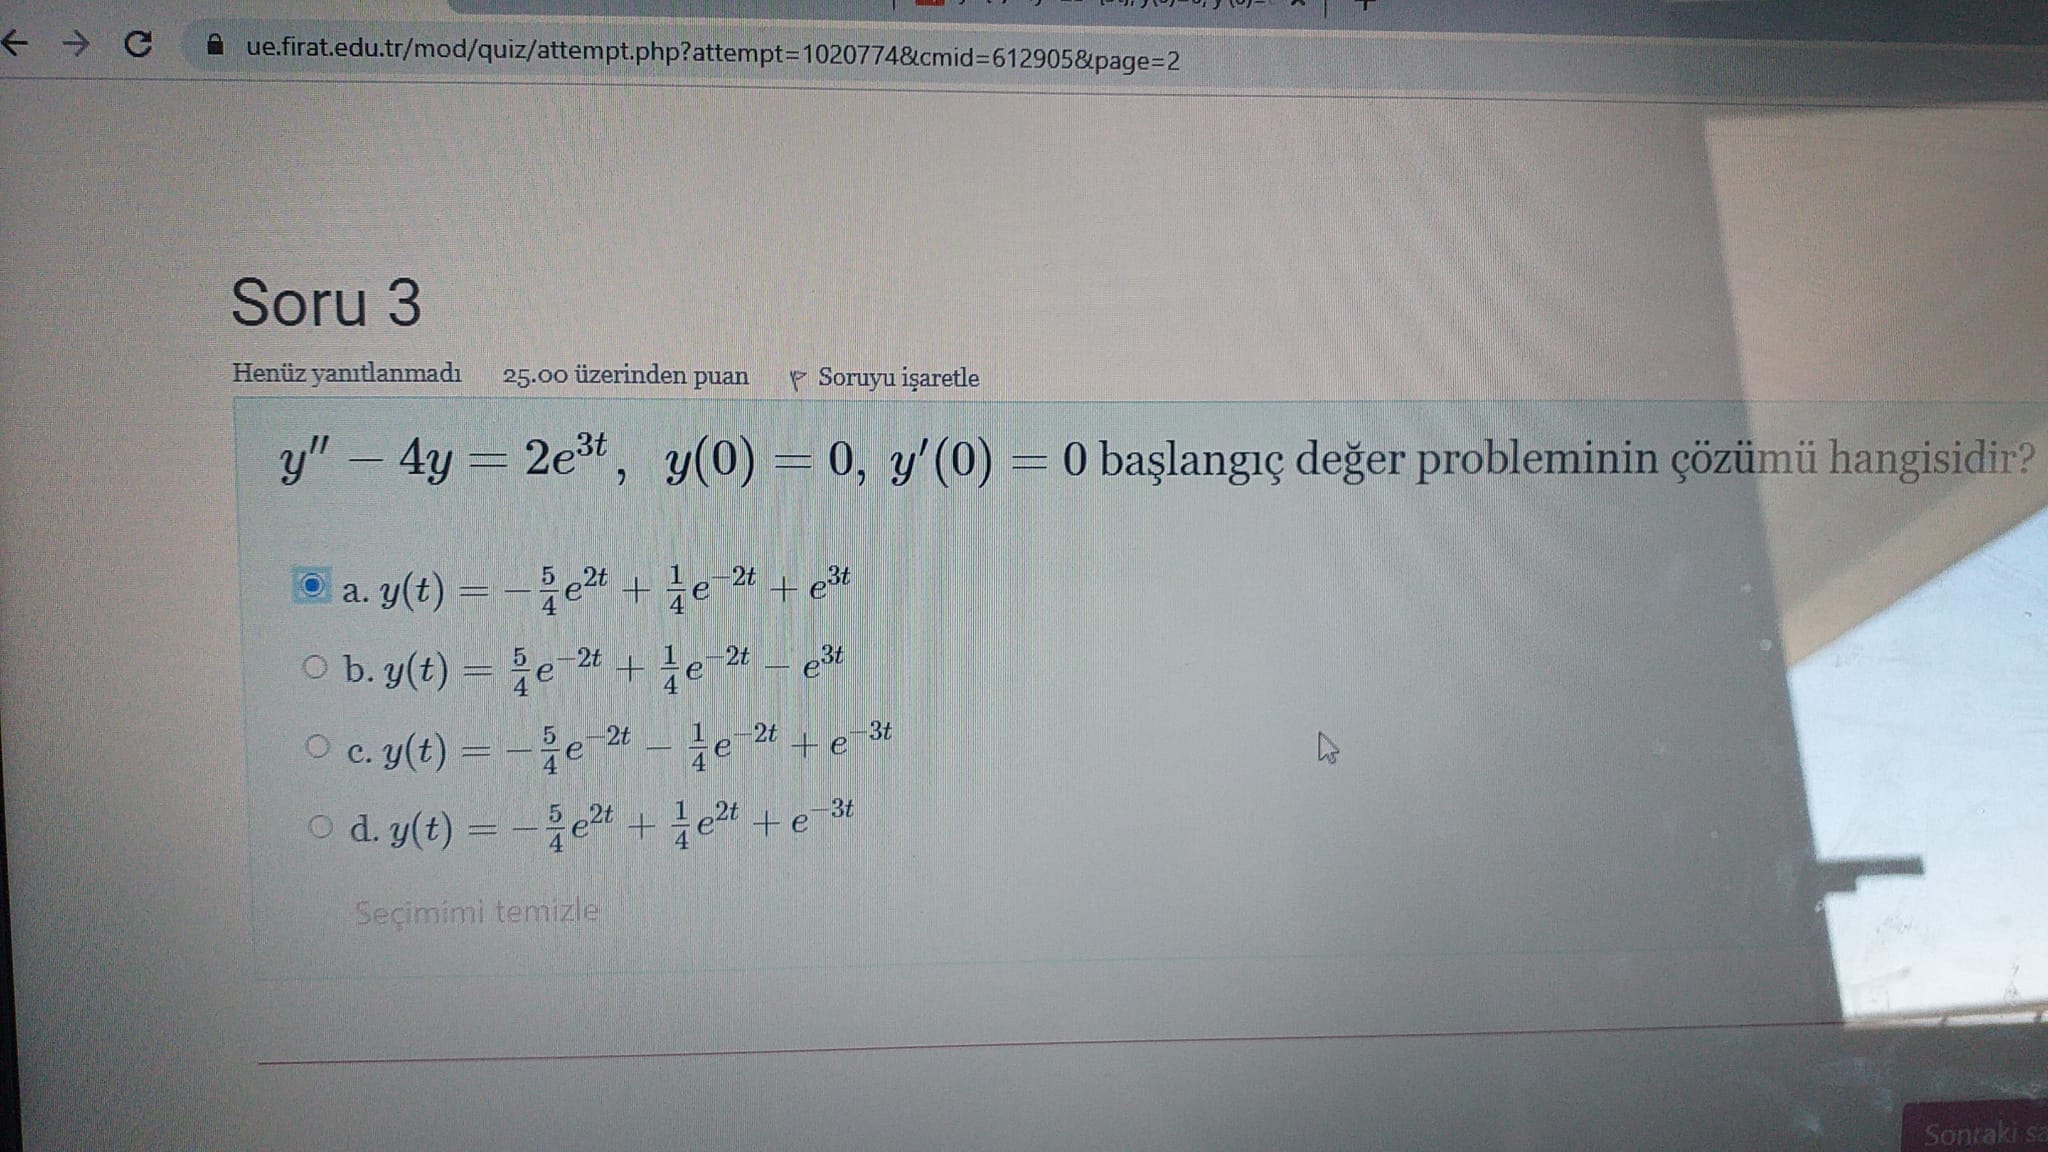 ue.firat.edu.tr/mod/quiz/attempt.php?attempt=1020774&cmid=612905&page=2
Soru 3
Henüz yanıtlanmadı 25.00 üzerinden puan Soruyu işaretle
y'' − 4y = 2e^{3t}, y(0) = 0, y'(0) = 0 başlangıç değer probleminin çözümü hangisidir?
a. y(t) = −\frac{5}{4}e^{2t} + \frac{1}{4}e^{−2t} + e^{3t}
b. y(t) = \frac{5}{4}e^{−2t} + \frac{1}{4}e^{−2t} − e^{3t}
c. y(t) = −\frac{5}{4}e^{−2t} − \frac{1}{4}e^{−2t} + e^{−3t}
d. y(t) = −\frac{5}{4}e^{2t} + \frac{1}{4}e^{2t} + e^{−3t}
Seçimimi temizle
Sonraki